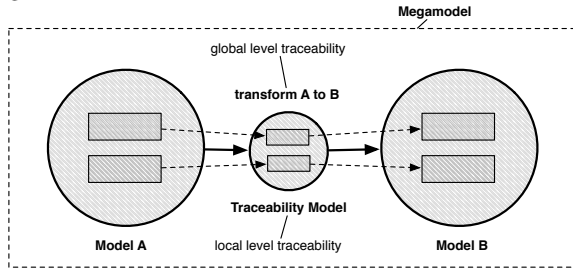 Megamodel
global level traceability
transform A to B
Traceability Model
Model A
local level traceability
Model B